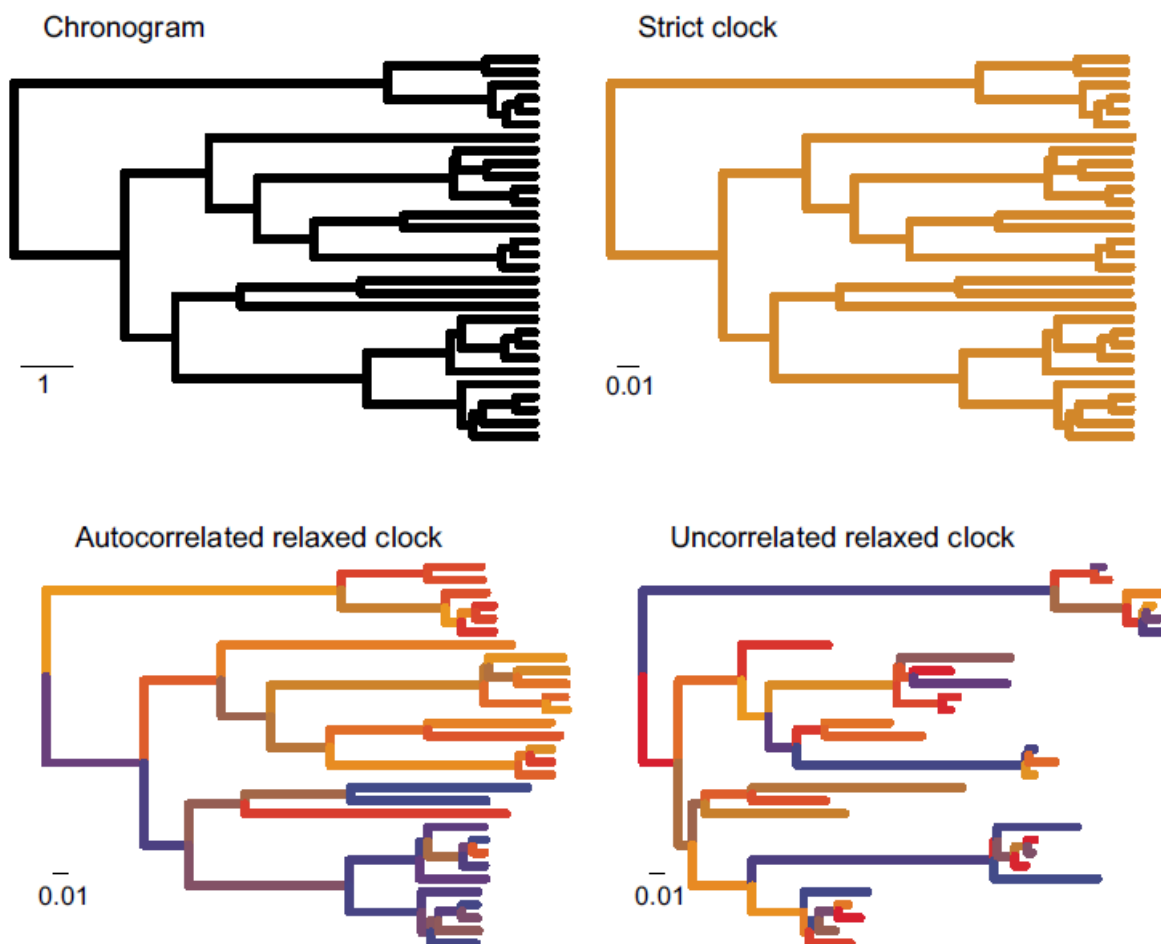 Chronogram
Strict clock
1
0.01
Autocorrelated relaxed clock
Uncorrelated relaxed clock
0.01
0.01